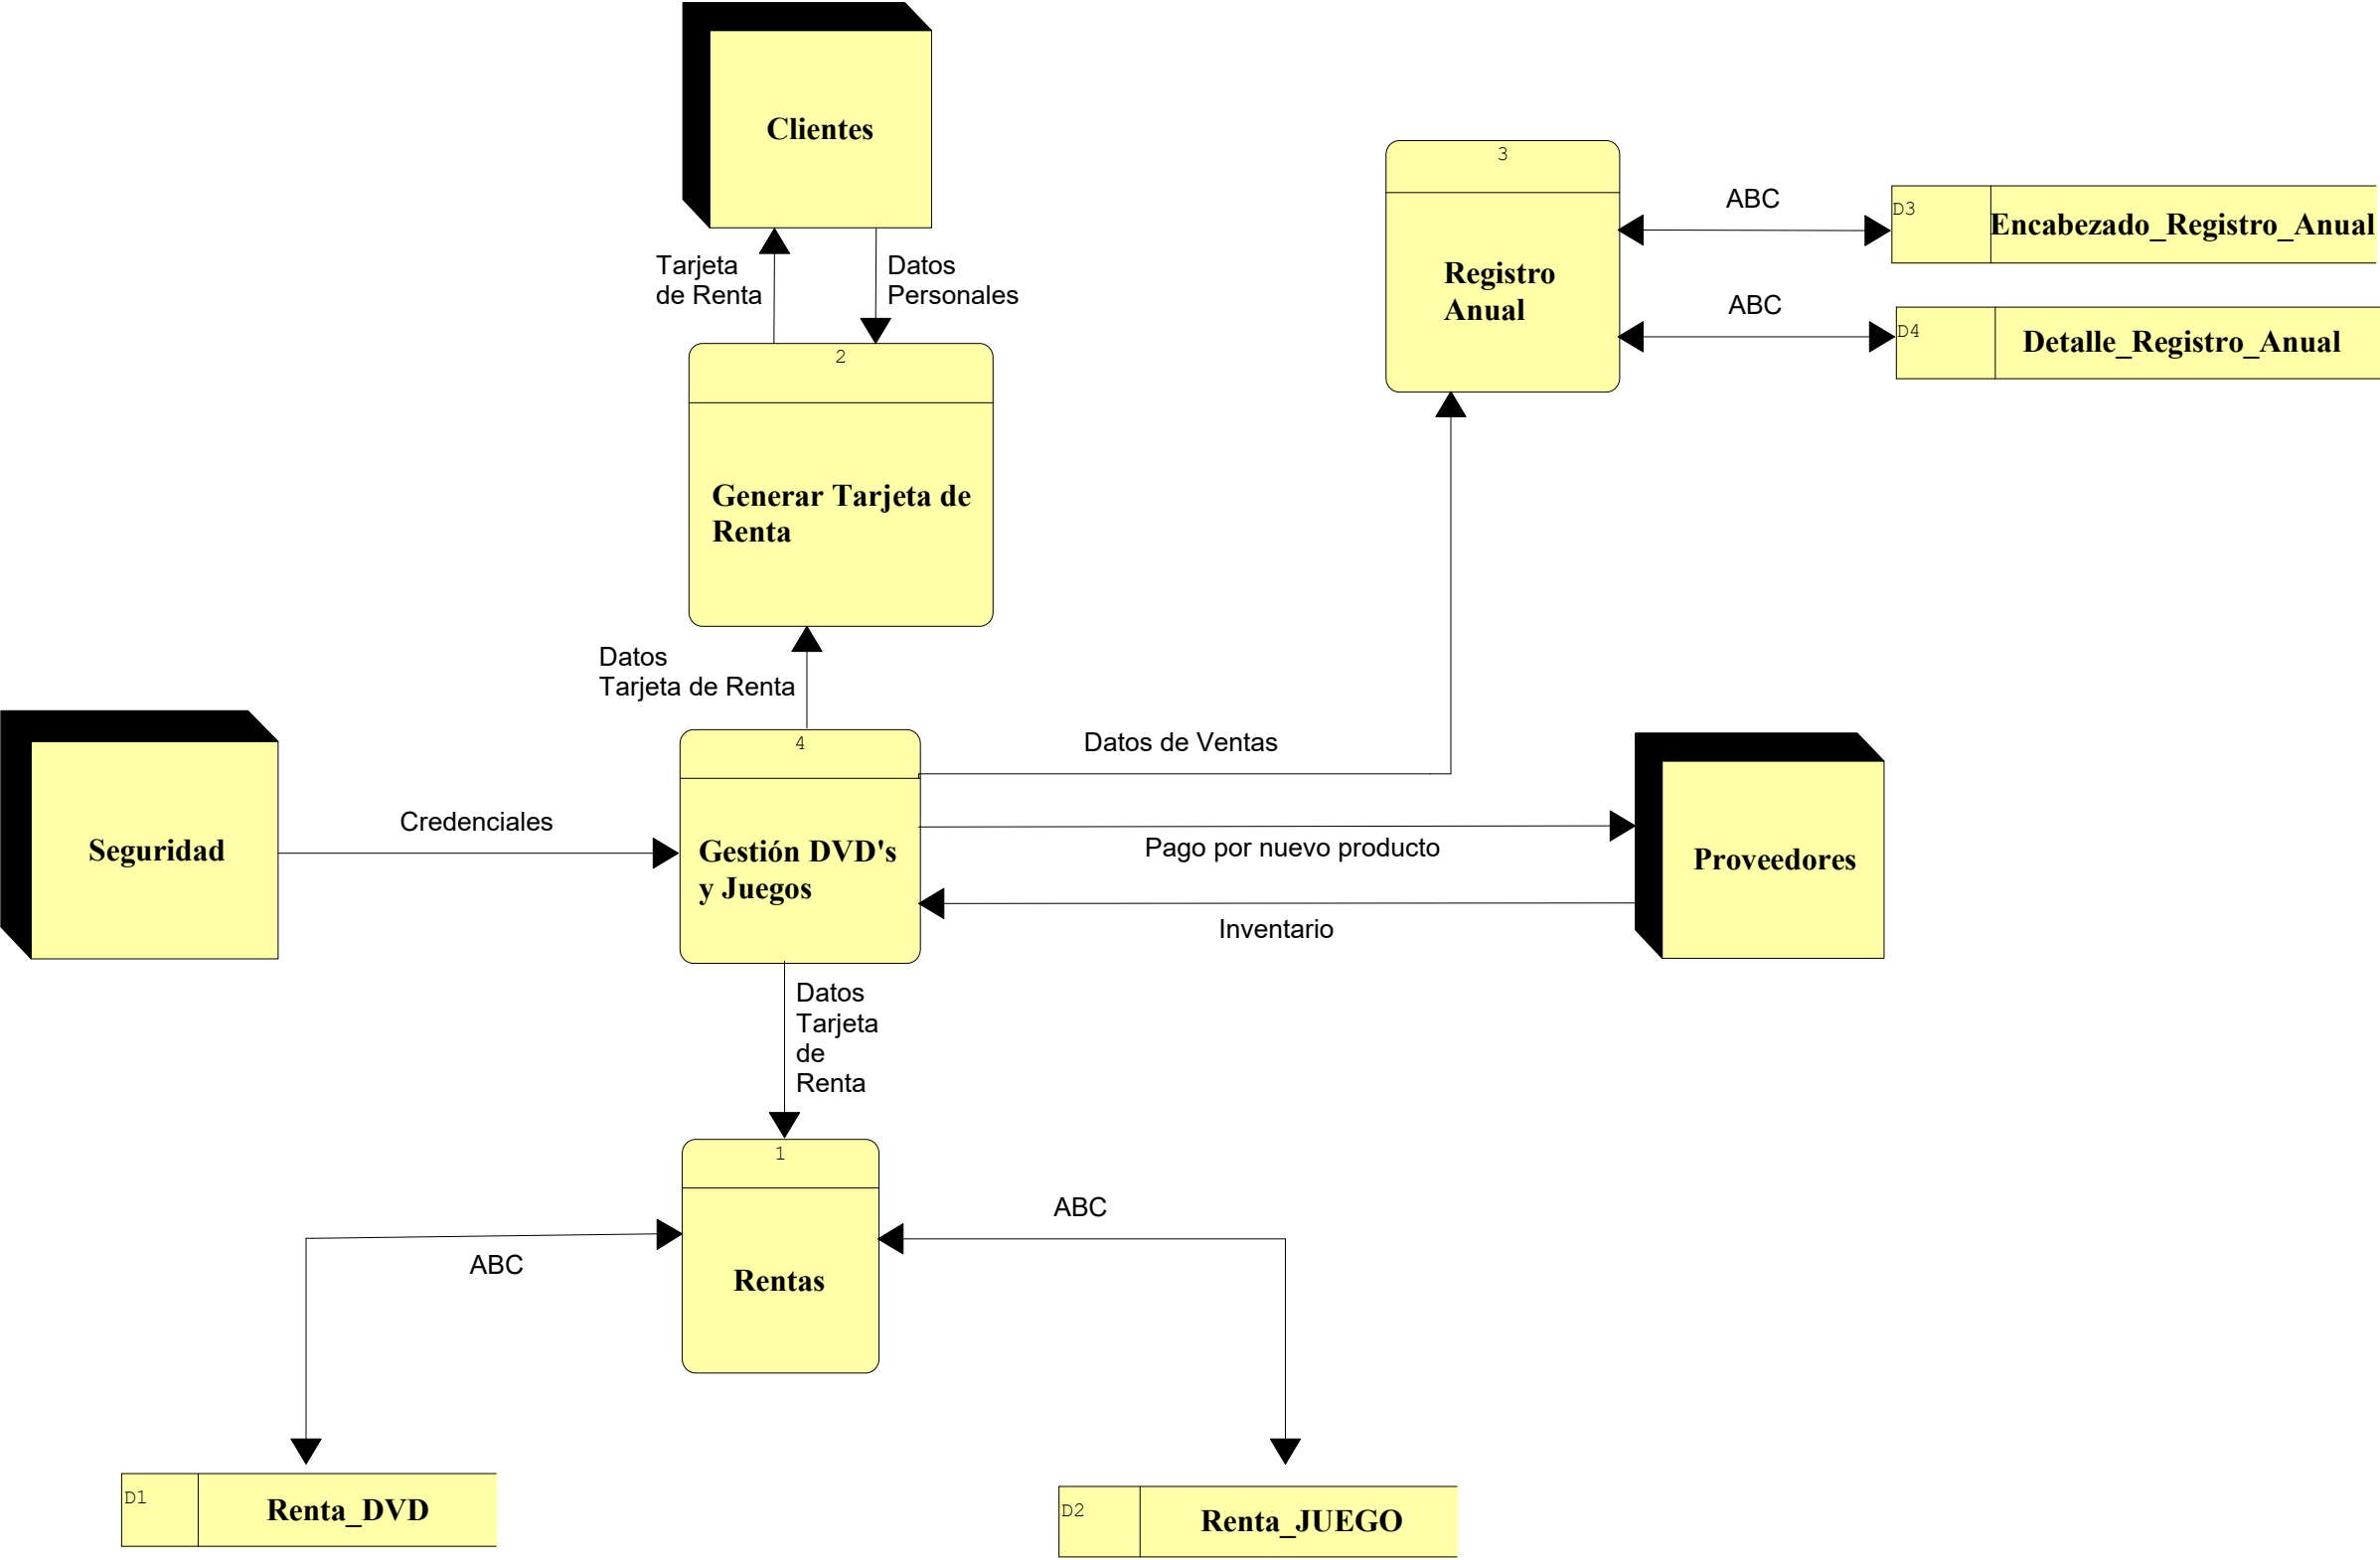 Clientes
3
ABC
D3
Encabezado_Registro_Anual
Tarjeta
de Renta
Datos
Personales
Registro
Anual
ABC
D4
Detalle_Registro_Anual
2
Generar Tarjeta de
Renta
Datos
Tarjeta de Renta
4
Datos de Ventas
Credenciales
Seguridad
Gestión DVD's
y Juegos
Pago por nuevo producto
Proveedores
Inventario
Datos
Tarjeta
de
Renta
1
ABC
ABC
Rentas
D1
Renta_DVD
D2
Renta_JUEGO